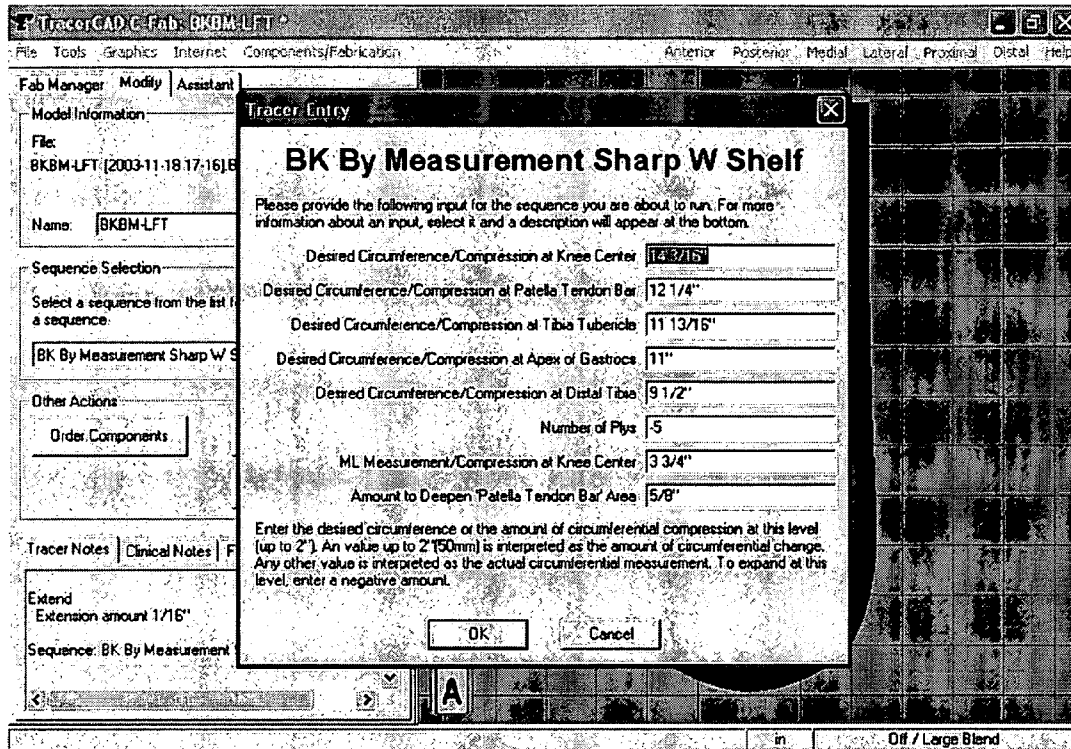 TracerCAD C-Fab: BKBM-LFT *
File Tools Graphics Internet Components/Fabrication Anterior Posterior Medial Lateral Proximal Distal Help
Fab Manager Modify Assistant
Model Information
File:
BKBM-LFT [2003-11-18 17-16].B
Name: BKBM-LFT
Sequence Selection
Select a sequence from the list
a sequence.
BK By Measurement Sharp W S
Other Actions
Order Components
Tracer Notes Clinical Notes F
Extend
Extension amount 1/16"
Sequence: BK By Measurement
Tracer Entry
BK By Measurement Sharp W Shelf
Please provide the following input for the sequence you are about to run. For more
information about an input, select it and a description will appear at the bottom.
Desired Circumference/Compression at Knee Center 14 3/16"
Desired Circumference/Compression at Patella Tendon Bar 12 1/4"
Desired Circumference/Compression at Tibia Tubericle 11 13/16"
Desired Circumference/Compression at Apex of Gastrocs 11"
Desired Circumference/Compression at Distal Tibia 9 1/2"
Number of Plys -5
ML Measurement/Compression at Knee Center 3 3/4"
Amount to Deepen 'Patella Tendon Bar' Area 5/8"
Enter the desired circumference or the amount of circumferential compression at this level
(up to 2"). An value up to 2"(50mm) is interpreted as the amount of circumferential change.
Any other value is interpreted as the actual circumferential measurement. To expand at this
level, enter a negative amount.
OK Cancel
A
in Off / Large Blend